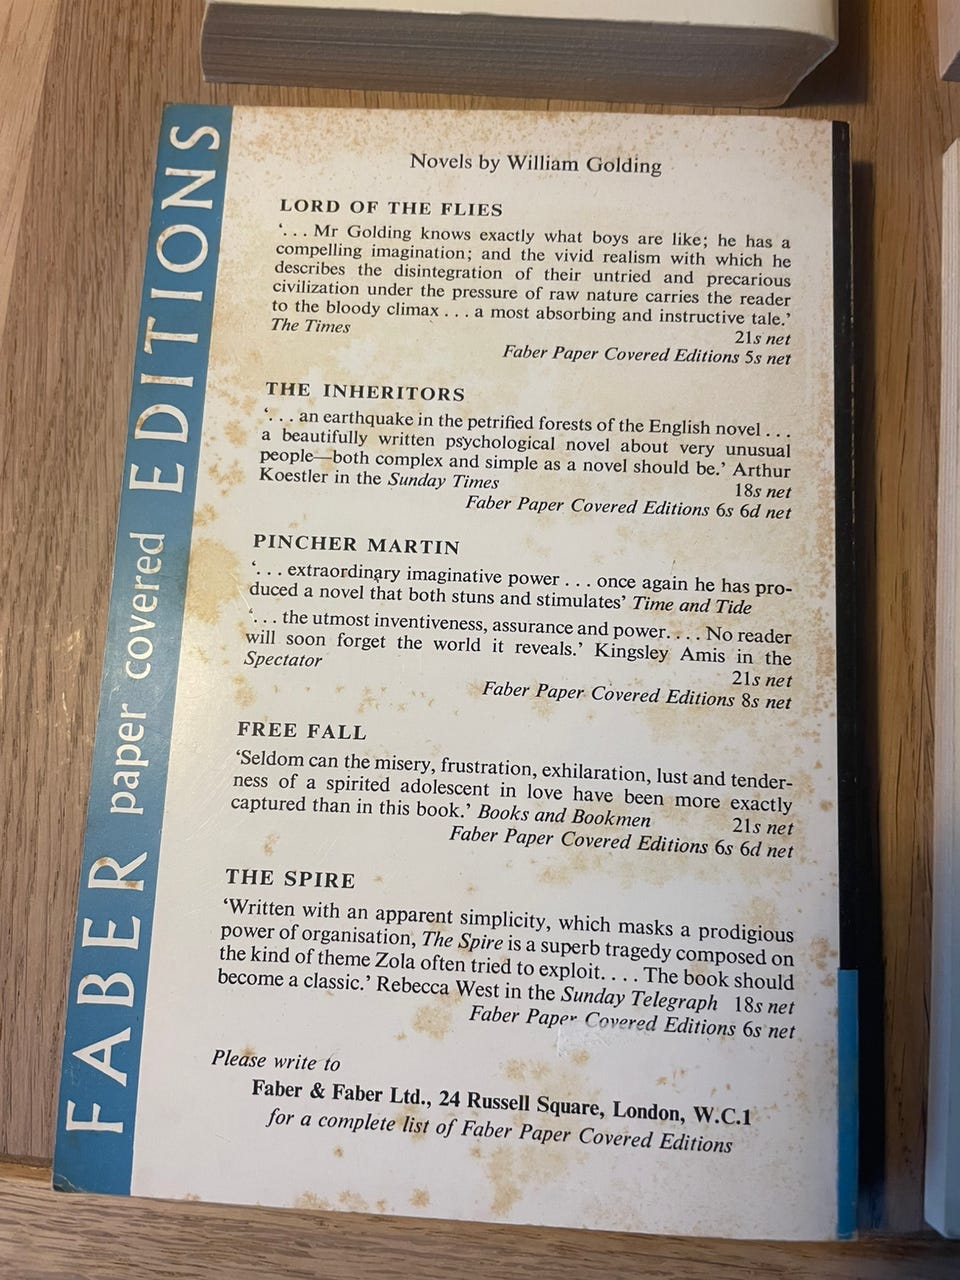 FABER paper covered EDITIONS
Novels by William Golding
LORD OF THE FLIES
‘. . . Mr Golding knows exactly what boys are like; he has a
compelling imagination; and the vivid realism with which he
describes the disintegration of their untried and precarious
civilization under the pressure of raw nature carries the reader
to the bloody climax . . . a most absorbing and instructive tale.’
The Times 21s net
Faber Paper Covered Editions 5s net
THE INHERITORS
‘. . . an earthquake in the petrified forests of the English novel . . .
a beautifully written psychological novel about very unusual
people—both complex and simple as a novel should be.’ Arthur
Koestler in the Sunday Times 18s net
Faber Paper Covered Editions 6s 6d net
PINCHER MARTIN
‘. . . extraordinary imaginative power . . . once again he has pro-
duced a novel that both stuns and stimulates’ Time and Tide
‘. . . the utmost inventiveness, assurance and power. . . . No reader
will soon forget the world it reveals.’ Kingsley Amis in the
Spectator 21s net
Faber Paper Covered Editions 8s net
FREE FALL
‘Seldom can the misery, frustration, exhilaration, lust and tender-
ness of a spirited adolescent in love have been more exactly
captured than in this book.’ Books and Bookmen 21s net
Faber Paper Covered Editions 6s 6d net
THE SPIRE
‘Written with an apparent simplicity, which masks a prodigious
power of organisation, The Spire is a superb tragedy composed on
the kind of theme Zola often tried to exploit. . . . The book should
become a classic.’ Rebecca West in the Sunday Telegraph 18s net
Faber Paper Covered Editions 6s net
Please write to
Faber & Faber Ltd., 24 Russell Square, London, W.C.1
for a complete list of Faber Paper Covered Editions